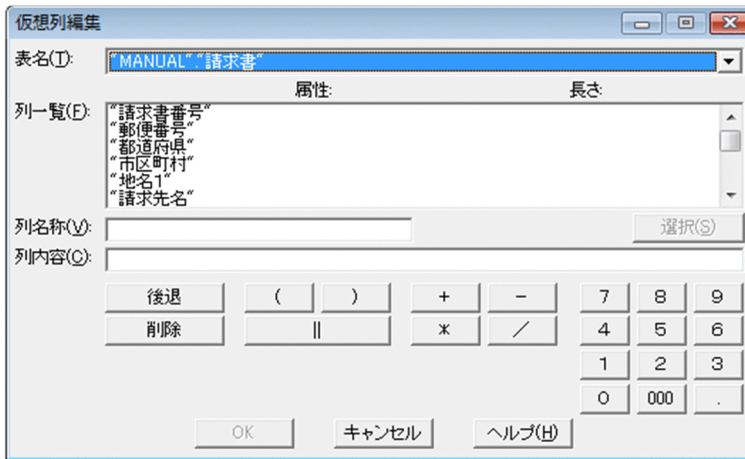 仮想列編集
表名(T): "MANUAL"."請求書"
属性: 長さ:
列一覧(F): "請求書番号"
"郵便番号"
"都道府県"
"市区町村"
"地名1"
"請求先名"
列名称(V): 選択(S)
列内容(C):
後退 ( ) + - 7 8 9
削除 || * / 4 5 6
1 2 3
0 000 .
OK キャンセル ヘルプ(H)